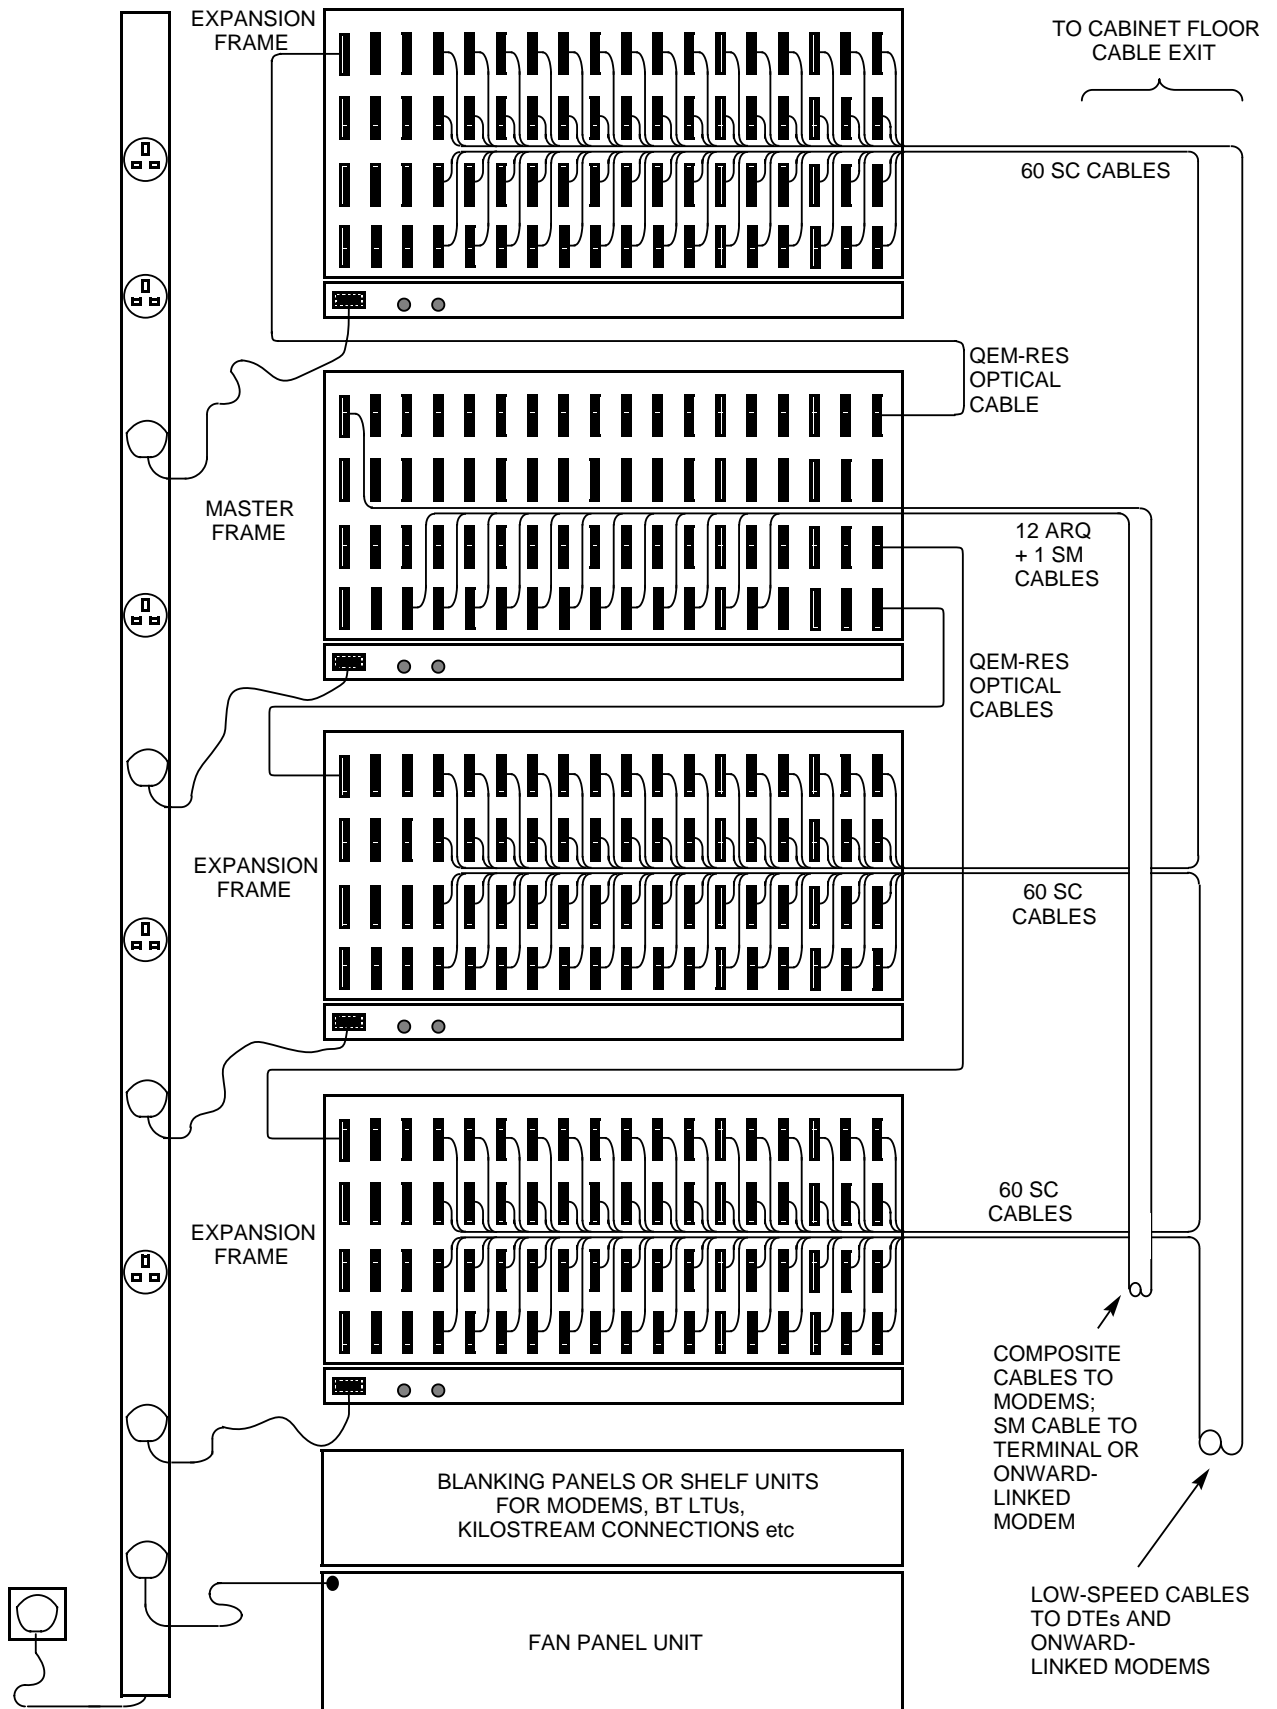 EXPANSION
FRAME
TO CABINET FLOOR
CABLE EXIT
60 SC CABLES
QEM-RES
OPTICAL
CABLE
MASTER
FRAME
12 ARQ
+ 1 SM
CABLES
QEM-RES
OPTICAL
CABLES
EXPANSION
FRAME
60 SC
CABLES
EXPANSION
FRAME
60 SC
CABLES
COMPOSITE
CABLES TO
MODEMS;
SM CABLE TO
TERMINAL OR
ONWARD-
LINKED
MODEM
BLANKING PANELS OR SHELF UNITS
FOR MODEMS, BT LTUs,
KILOSTREAM CONNECTIONS etc
LOW-SPEED CABLES
TO DTEs AND
ONWARD-
LINKED MODEMS
FAN PANEL UNIT